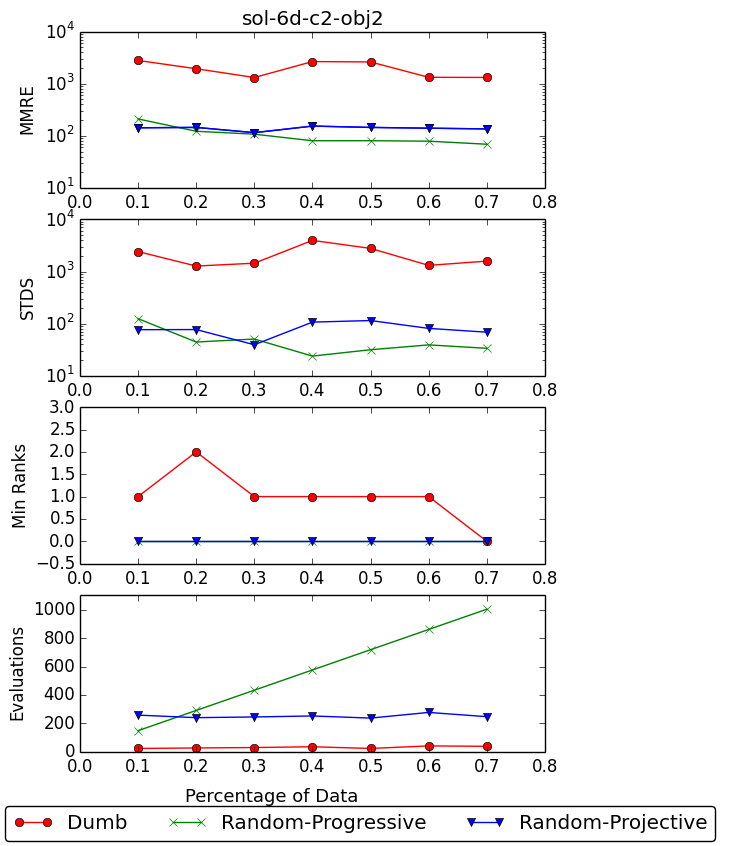 sol-6d-c2-obj2
10^4
10^3
10^2
10^1
MMRE
0.0 0.1 0.2 0.3 0.4 0.5 0.6 0.7 0.8
10^4
10^3
10^2
10^1
STDS
0.0 0.1 0.2 0.3 0.4 0.5 0.6 0.7 0.8
3.0
2.5
2.0
1.5
1.0
0.5
0.0
−0.5
Min Ranks
0.0 0.1 0.2 0.3 0.4 0.5 0.6 0.7 0.8
1000
800
600
400
200
0
Evaluations
0.0 0.1 0.2 0.3 0.4 0.5 0.6 0.7 0.8
Percentage of Data
Dumb Random-Progressive Random-Projective